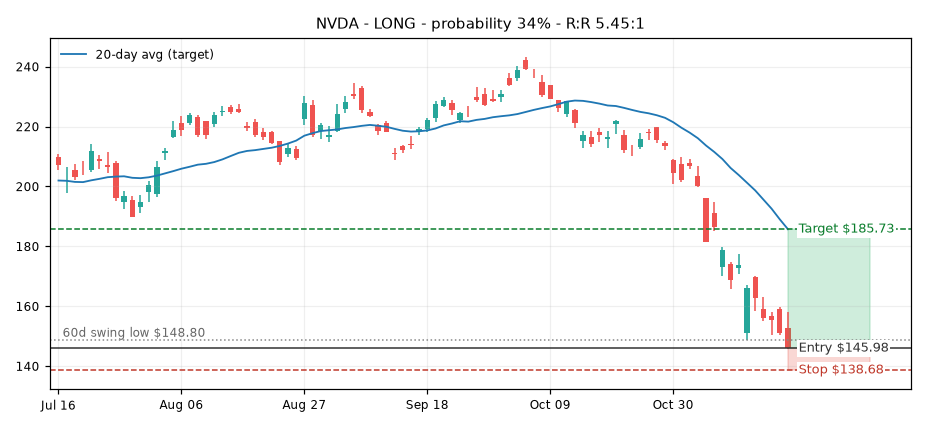 NVDA - LONG - probability 34% - R:R 5.45:1
20-day avg (target)
240
220
200
180
160
140
Target $185.73
60d swing low $148.80
Entry $145.98
Stop $138.68
Jul 16
Aug 06
Aug 27
Sep 18
Oct 09
Oct 30